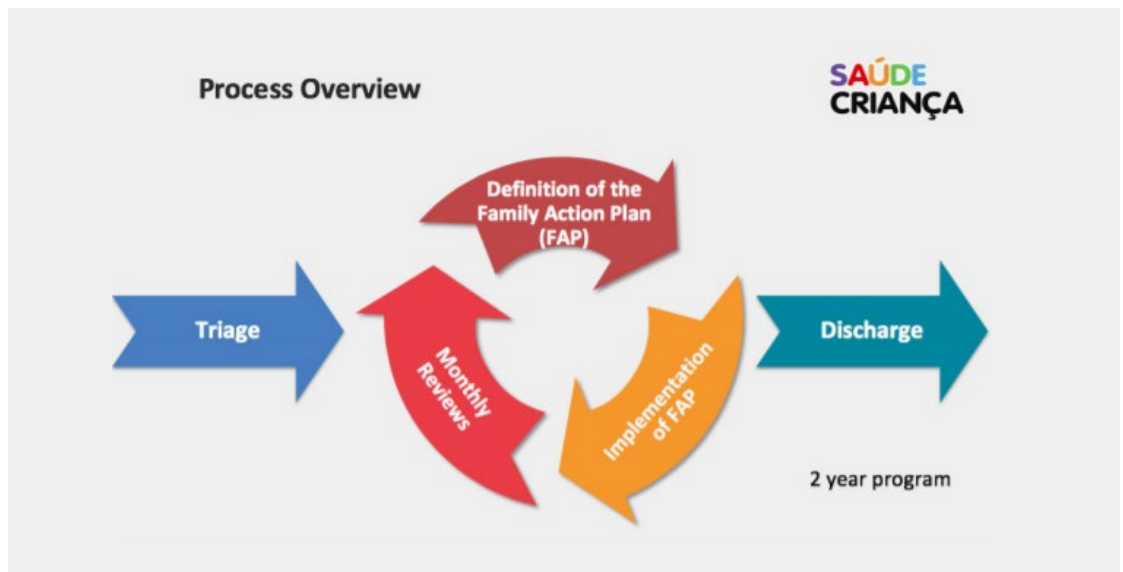 Process Overview
SAÚDE
CRIANÇA
Definition of the
Family Action Plan
(FAP)
Triage
Monthly
Reviews
Implementation
of FAP
Discharge
2 year program